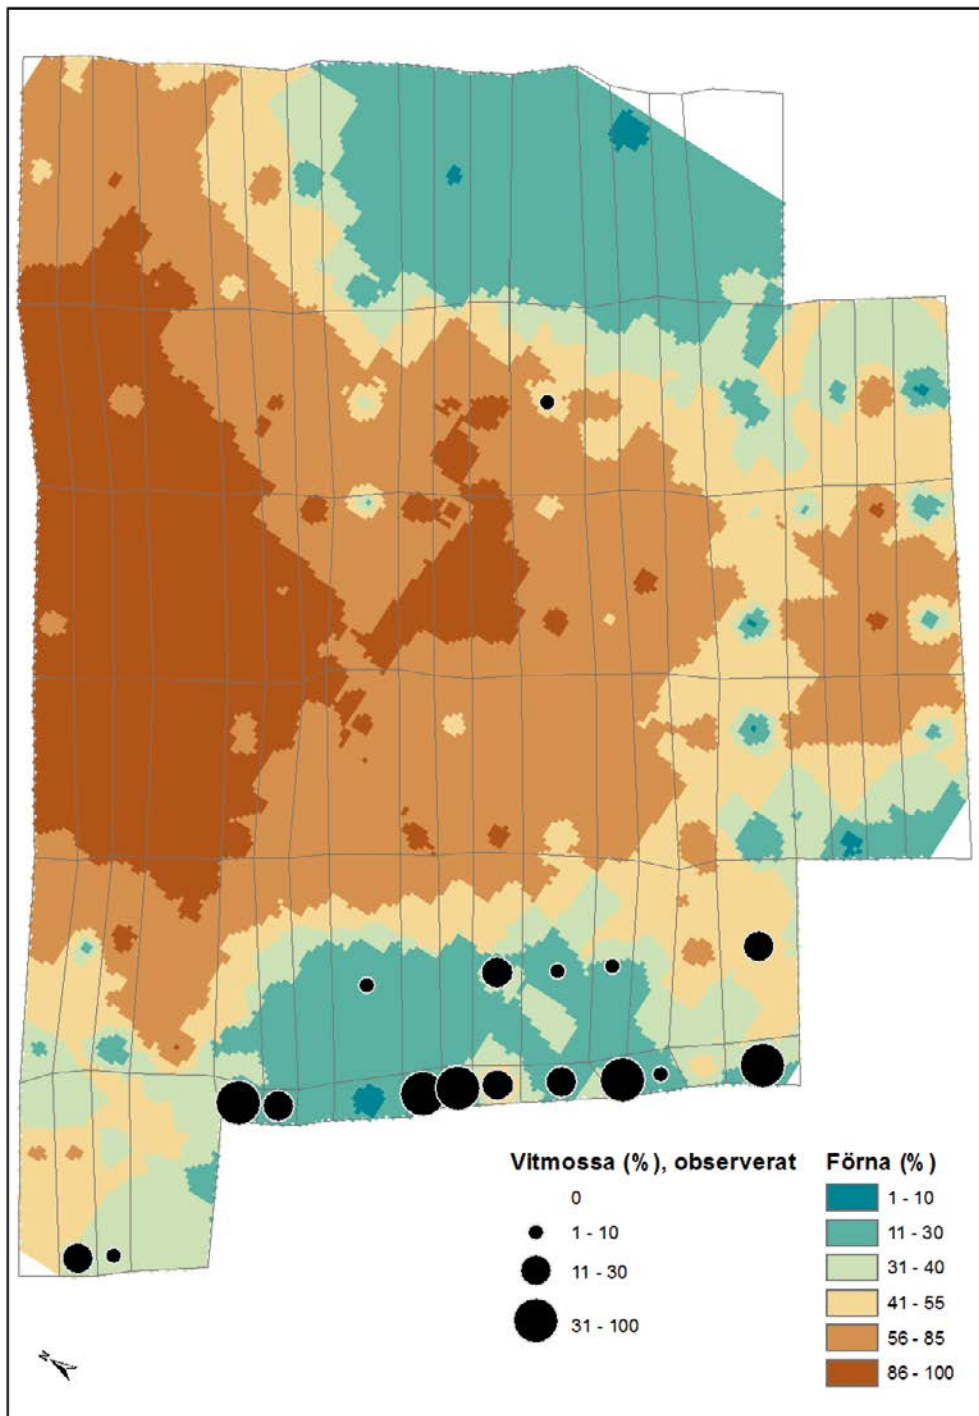 Vitmossa (%), observerat
0
1 - 10
11 - 30
31 - 100
Förna (%)
1 - 10
11 - 30
31 - 40
41 - 55
56 - 85
86 - 100
N